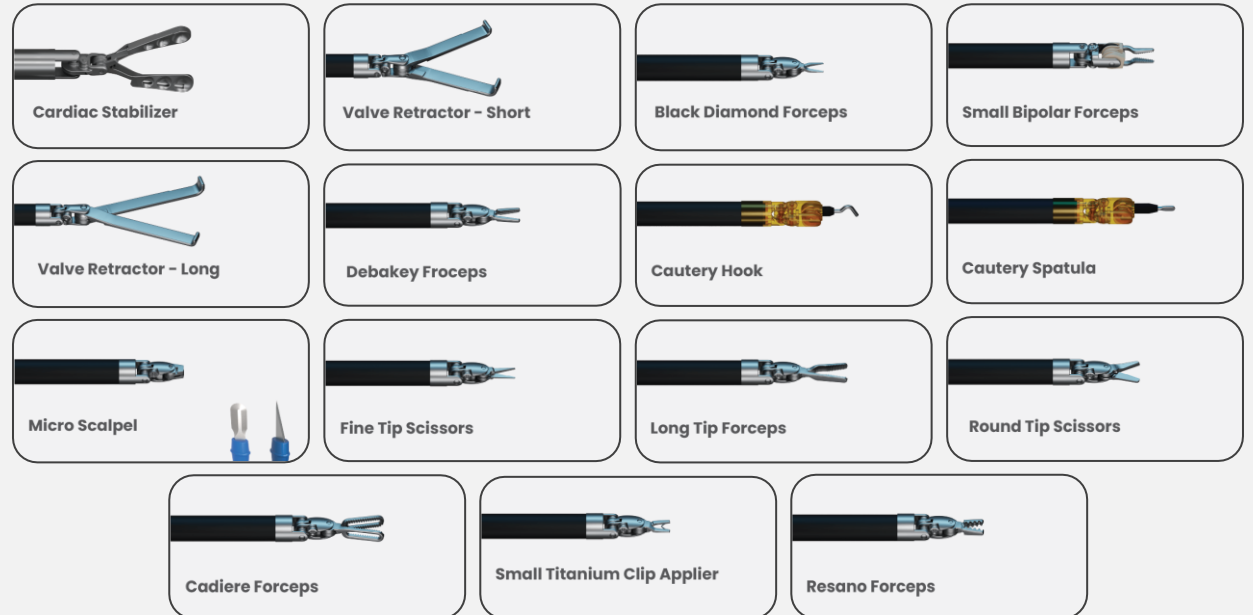 Cardiac Stabilizer
Valve Retractor - Short
Black Diamond Forceps
Small Bipolar Forceps
Valve Retractor - Long
Debakey Froceps
Cautery Hook
Cautery Spatula
Micro Scalpel
Fine Tip Scissors
Long Tip Forceps
Round Tip Scissors
Cadiere Forceps
Small Titanium Clip Applier
Resano Forceps